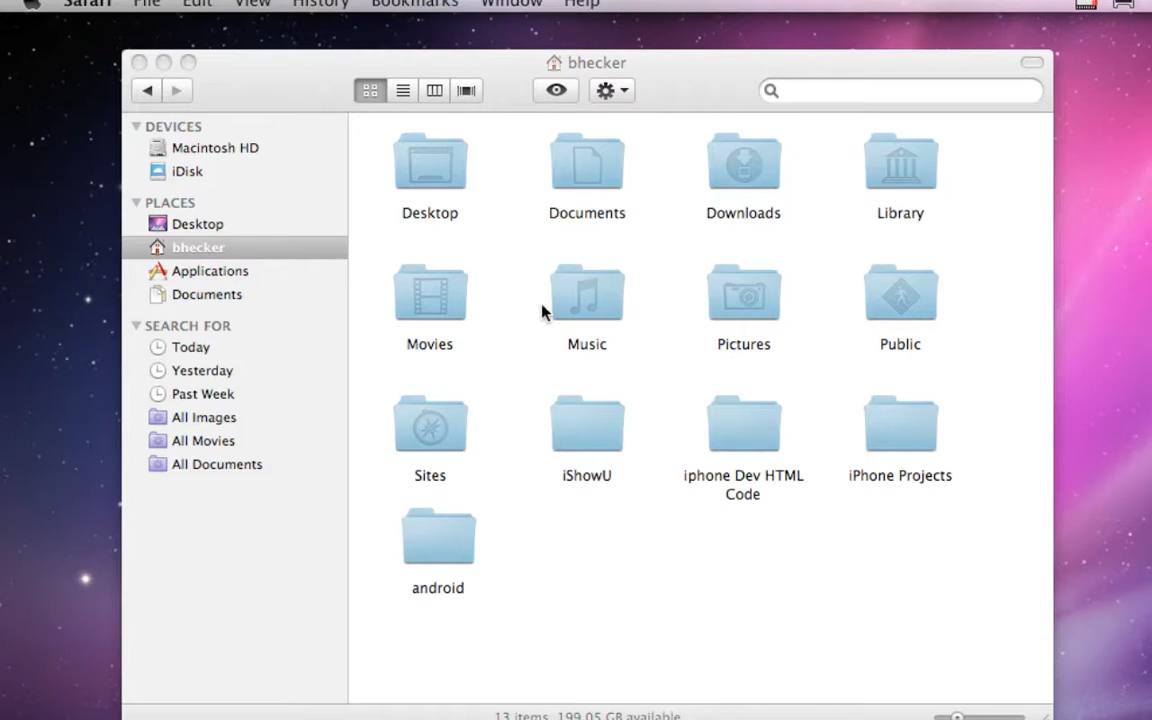 Safari File Edit View History Bookmarks Window Help
bhecker
DEVICES
Macintosh HD
iDisk
PLACES
Desktop
bhecker
Applications
Documents
SEARCH FOR
Today
Yesterday
Past Week
All Images
All Movies
All Documents
Desktop Documents Downloads Library
Movies Music Pictures Public
Sites iShowU iphone Dev HTML iPhone Projects
Code
android
13 items, 199.05 GB available